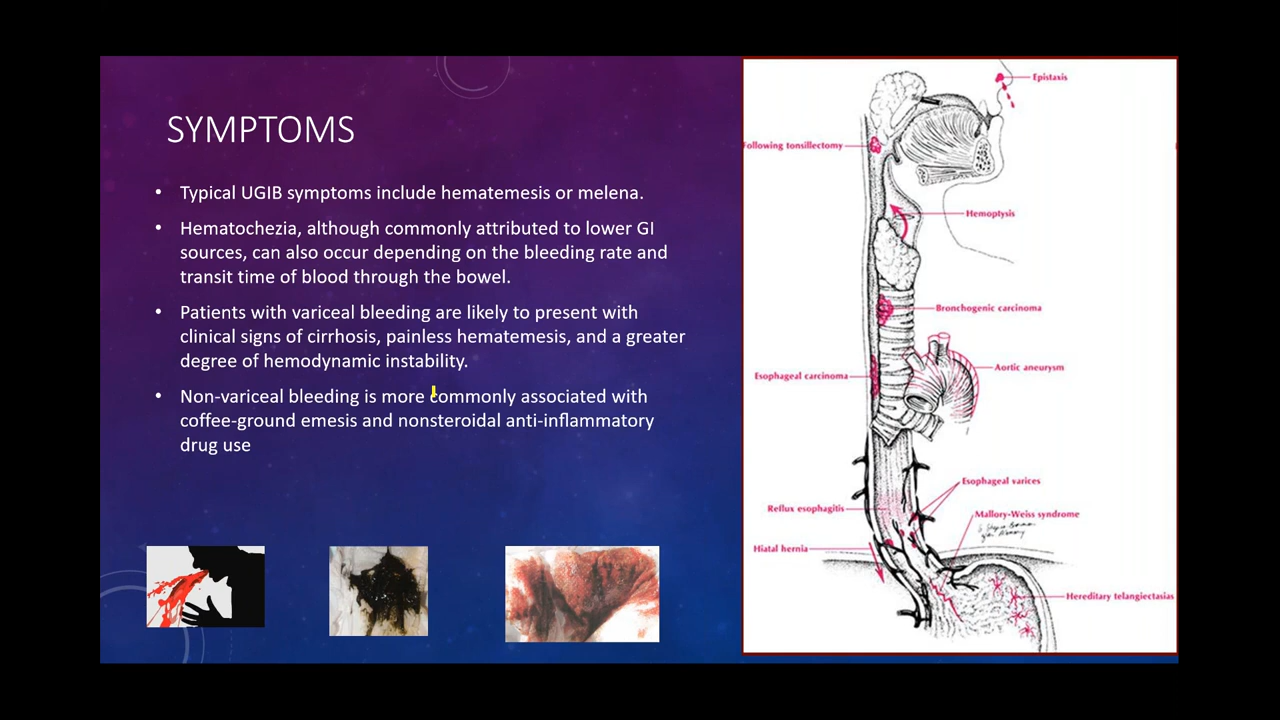 SYMPTOMS
• Typical UGIB symptoms include hematemesis or melena.
• Hematochezia, although commonly attributed to lower GI
sources, can also occur depending on the bleeding rate and
transit time of blood through the bowel.
• Patients with variceal bleeding are likely to present with
clinical signs of cirrhosis, painless hematemesis, and a greater
degree of hemodynamic instability.
• Non-variceal bleeding is more commonly associated with
coffee-ground emesis and nonsteroidal anti-inflammatory
drug use
Epistaxis
Following tonsillectomy
Hemoptysis
Bronchogenic carcinoma
Aortic aneurysm
Esophageal carcinoma
Esophageal varices
Reflux esophagitis
Mallory-Weiss syndrome
Hiatal hernia
Hereditary telangiectasias